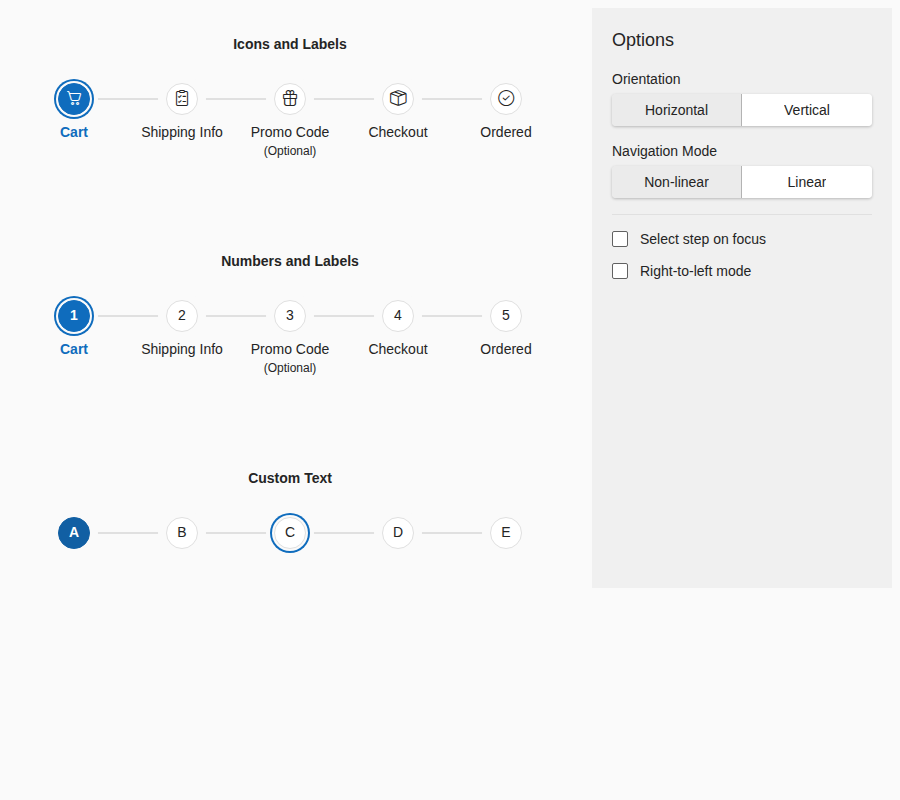 Icons and Labels
Cart Shipping Info Promo Code Checkout Ordered
(Optional)
Numbers and Labels
1 2 3 4 5
Cart Shipping Info Promo Code Checkout Ordered
(Optional)
Custom Text
A B C D E
Options
Orientation
Horizontal Vertical
Navigation Mode
Non-linear Linear
Select step on focus
Right-to-left mode